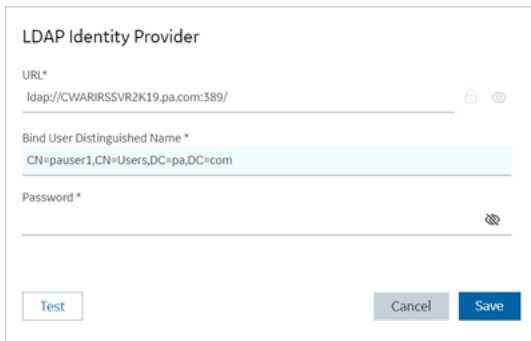 LDAP Identity Provider
URL*
ldap://CWARIRSSVR2K19.pa.com:389/
Bind User Distinguished Name *
CN=pauser1,CN=Users,DC=pa,DC=com
Password *
Test
Cancel
Save